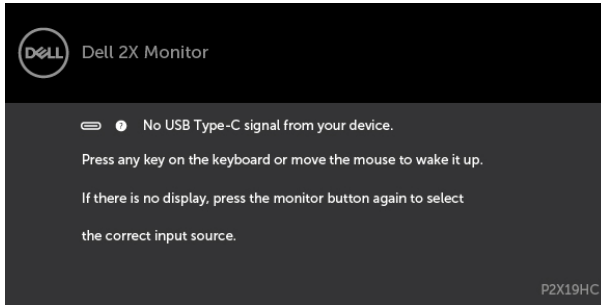 DELL
Dell 2X Monitor
? No USB Type-C signal from your device.
Press any key on the keyboard or move the mouse to wake it up.
If there is no display, press the monitor button again to select
the correct input source.
P2X19HC